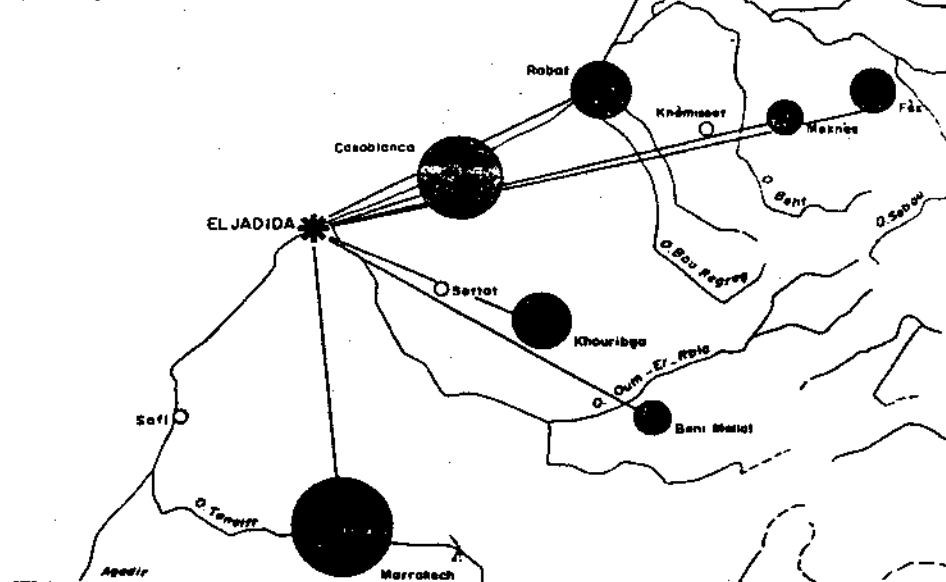 Rabat
Fès
Khèmisset
Meknès
Casablanca
O. Beht
O. Sebou
EL JADIDA
O. Bou Regreg
Settat
Khouribga
O. Oum-Er-Rbia
Safi
Beni Mellal
O. Tensift
Agadir
Marrakech